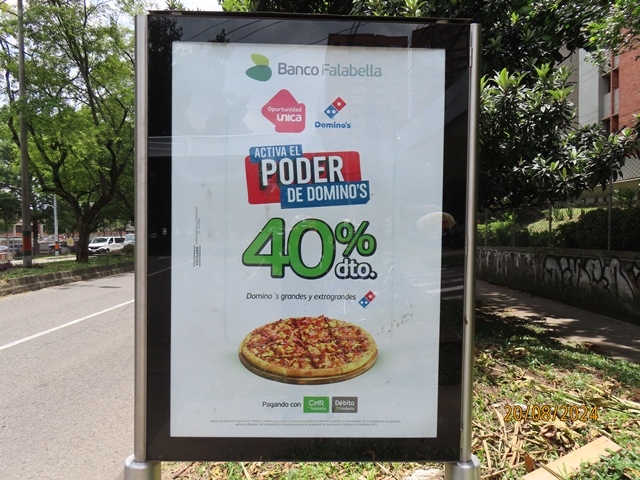 Banco Falabella
Oportunidad
única
Domino's
ACTIVA EL
PODER
DE DOMINO'S
40%
dto.
Domino´s grandes y extragrandes
Pagando con CMR Débito
20/08/2024